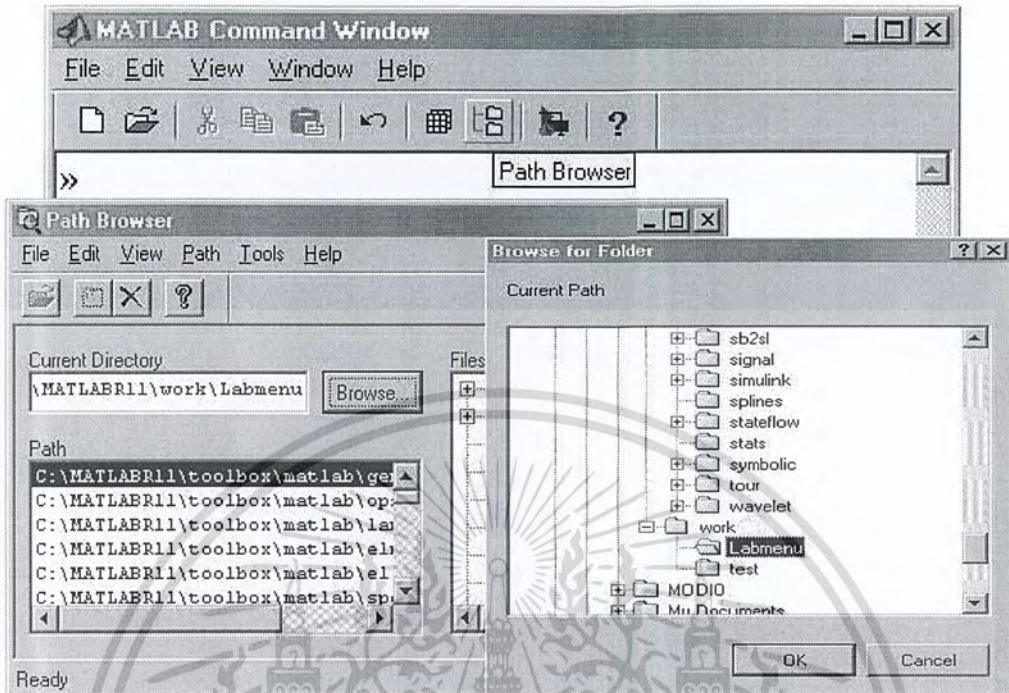 MATLAB Command Window
File Edit View Window Help
Path Browser
»
Path Browser
File Edit View Path Tools Help
Current Directory
\MATLABR11\work\Labmenu
Browse...
Files
Path
C:\MATLABR11\toolbox\matlab\ge
C:\MATLABR11\toolbox\matlab\op
C:\MATLABR11\toolbox\matlab\la
C:\MATLABR11\toolbox\matlab\el
C:\MATLABR11\toolbox\matlab\el
C:\MATLABR11\toolbox\matlab\sp
Ready
Browse for Folder
Current Path
sb2sl
signal
simulink
splines
stateflow
stats
symbolic
tour
wavelet
work
Labmenu
test
MODIO
My Documents
OK
Cancel